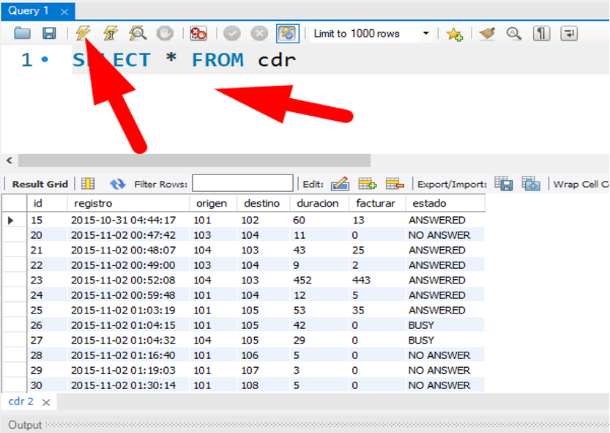 Query 1
Limit to 1000 rows
1 SELECT * FROM cdr
Result Grid Filter Rows: Edit: Export/Import: Wrap Cell C
id registro origen destino duracion facturar estado
15 2015-10-31 04:44:17 101 102 60 13 ANSWERED
20 2015-11-02 00:47:42 103 104 11 0 NO ANSWER
21 2015-11-02 00:48:07 104 103 43 25 ANSWERED
22 2015-11-02 00:49:00 103 104 9 2 ANSWERED
23 2015-11-02 00:52:08 104 103 452 443 ANSWERED
24 2015-11-02 00:59:48 101 104 12 5 ANSWERED
25 2015-11-02 01:03:19 101 105 53 35 ANSWERED
26 2015-11-02 01:04:15 101 105 42 0 BUSY
27 2015-11-02 01:04:32 104 105 29 0 BUSY
28 2015-11-02 01:16:40 101 106 5 0 NO ANSWER
29 2015-11-02 01:19:03 101 107 3 0 NO ANSWER
30 2015-11-02 01:30:14 101 108 5 0 NO ANSWER
cdr 2
Output